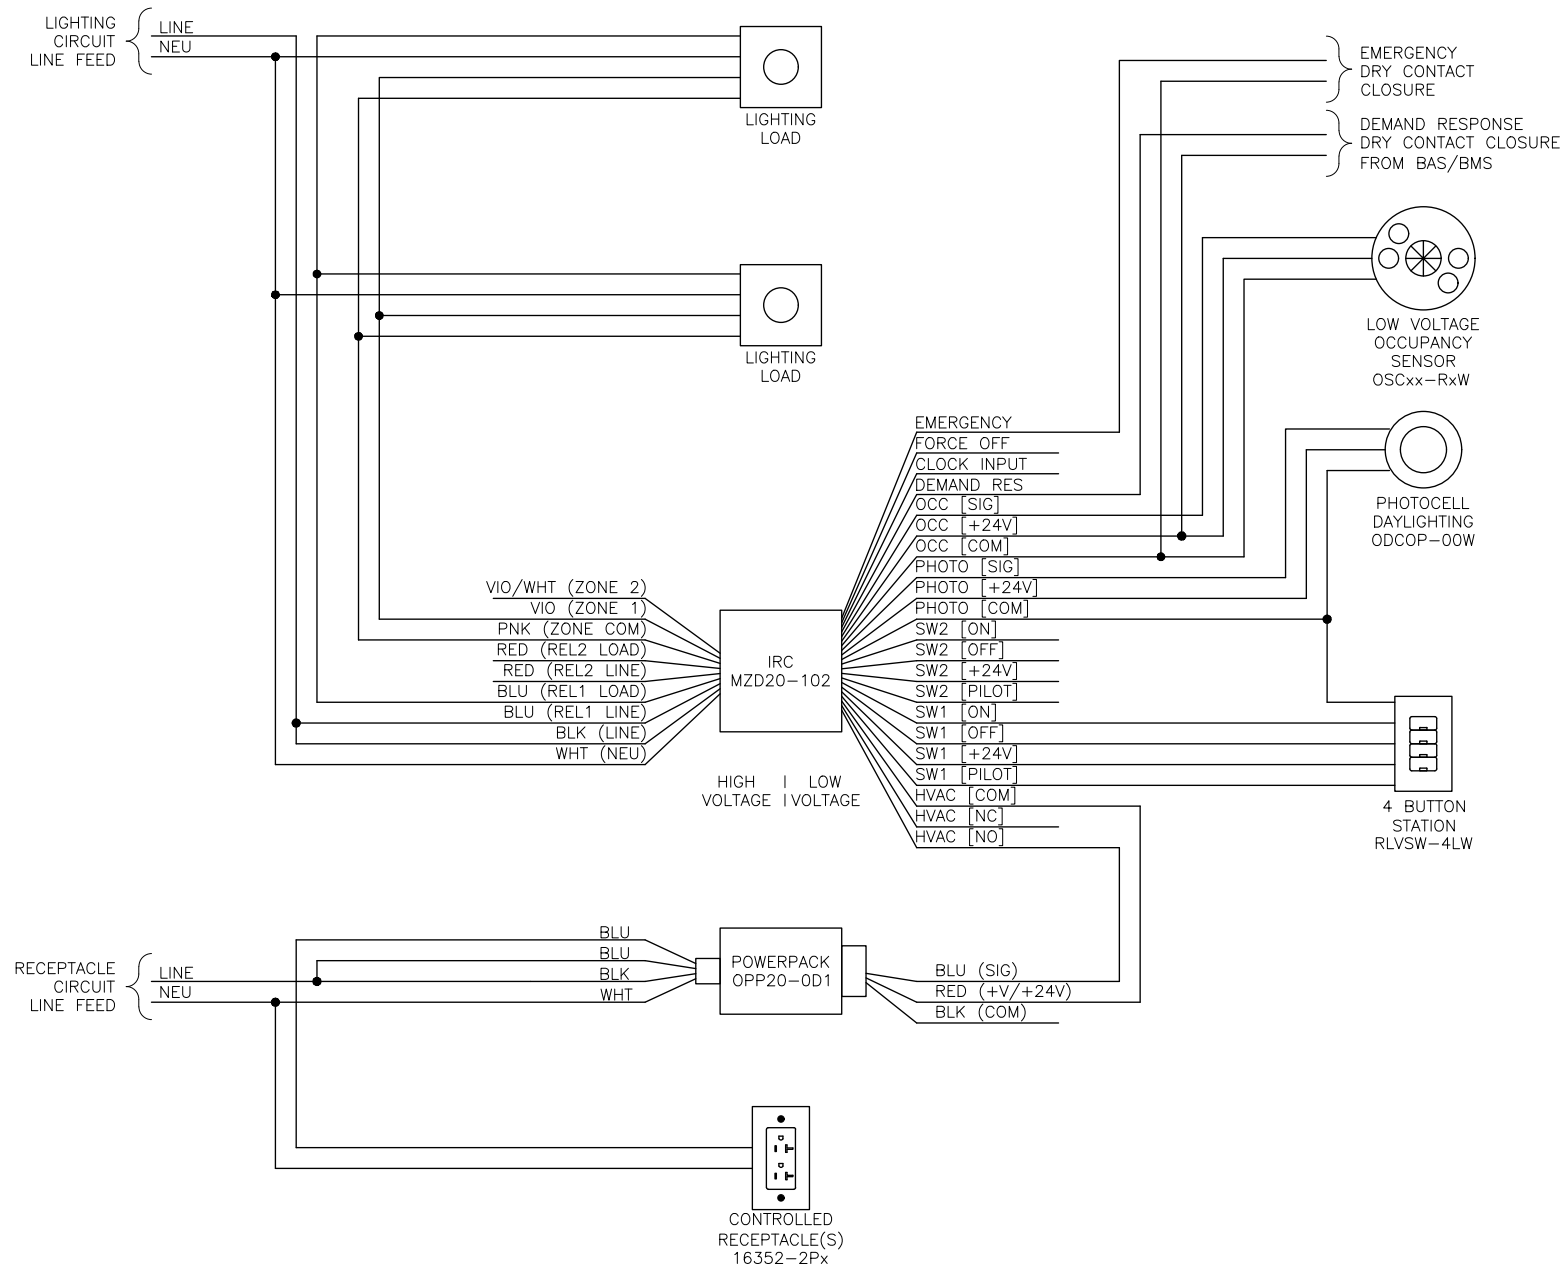 LIGHTING
CIRCUIT
LINE FEED
LINE
NEU
LIGHTING
LOAD
LIGHTING
LOAD
EMERGENCY
DRY CONTACT
CLOSURE
DEMAND RESPONSE
DRY CONTACT CLOSURE
FROM BAS/BMS
LOW VOLTAGE
OCCUPANCY
SENSOR
OSCxx-RxW
PHOTOCELL
DAYLIGHTING
ODCOP-00W
EMERGENCY
FORCE OFF
CLOCK INPUT
DEMAND RES
OCC [SIG]
OCC [+24V]
OCC [COM]
PHOTO [SIG]
PHOTO [+24V]
PHOTO [COM]
SW2 [ON]
SW2 [OFF]
SW2 [+24V]
SW2 [PILOT]
SW1 [ON]
SW1 [OFF]
SW1 [+24V]
SW1 [PILOT]
HVAC [COM]
HVAC [NC]
HVAC [NO]
VIO/WHT (ZONE 2)
VIO (ZONE 1)
PNK (ZONE COM)
RED (REL2 LOAD)
RED (REL2 LINE)
BLU (REL1 LOAD)
BLU (REL1 LINE)
BLK (LINE)
WHT (NEU)
IRC
MZD20-102
HIGH | LOW
VOLTAGE | VOLTAGE
4 BUTTON
STATION
RLVSW-4LW
RECEPTACLE
CIRCUIT
LINE FEED
LINE
NEU
BLU
BLU
BLK
WHT
POWERPACK
OPP20-0D1
BLU (SIG)
RED (+V/+24V)
BLK (COM)
CONTROLLED
RECEPTACLE(S)
16352-2Px